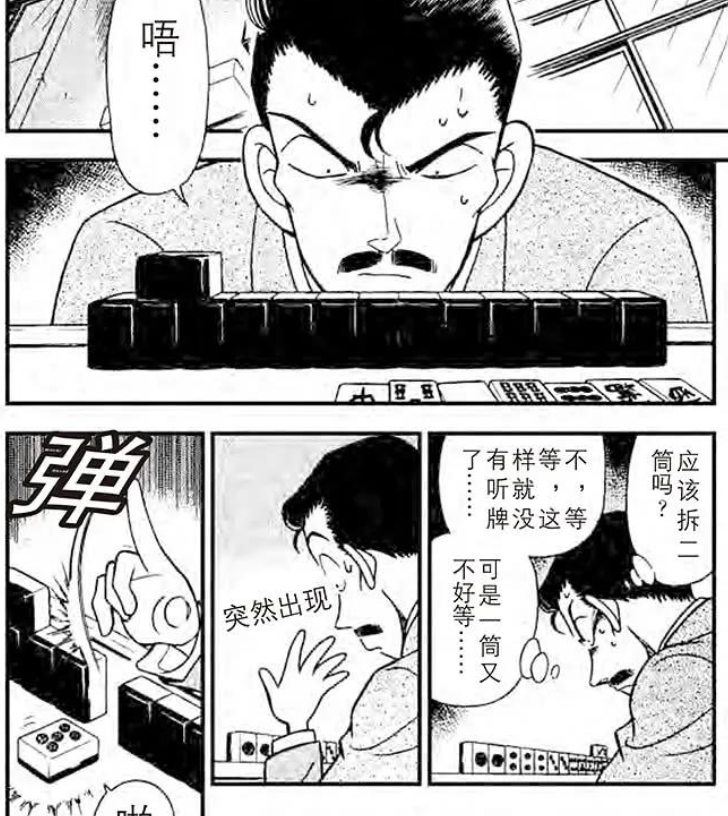 唔……
应该拆二
筒吗？
不，等
等，这
样就没
有听牌
了……
可是一筒又
不好等……
突然出现
弹